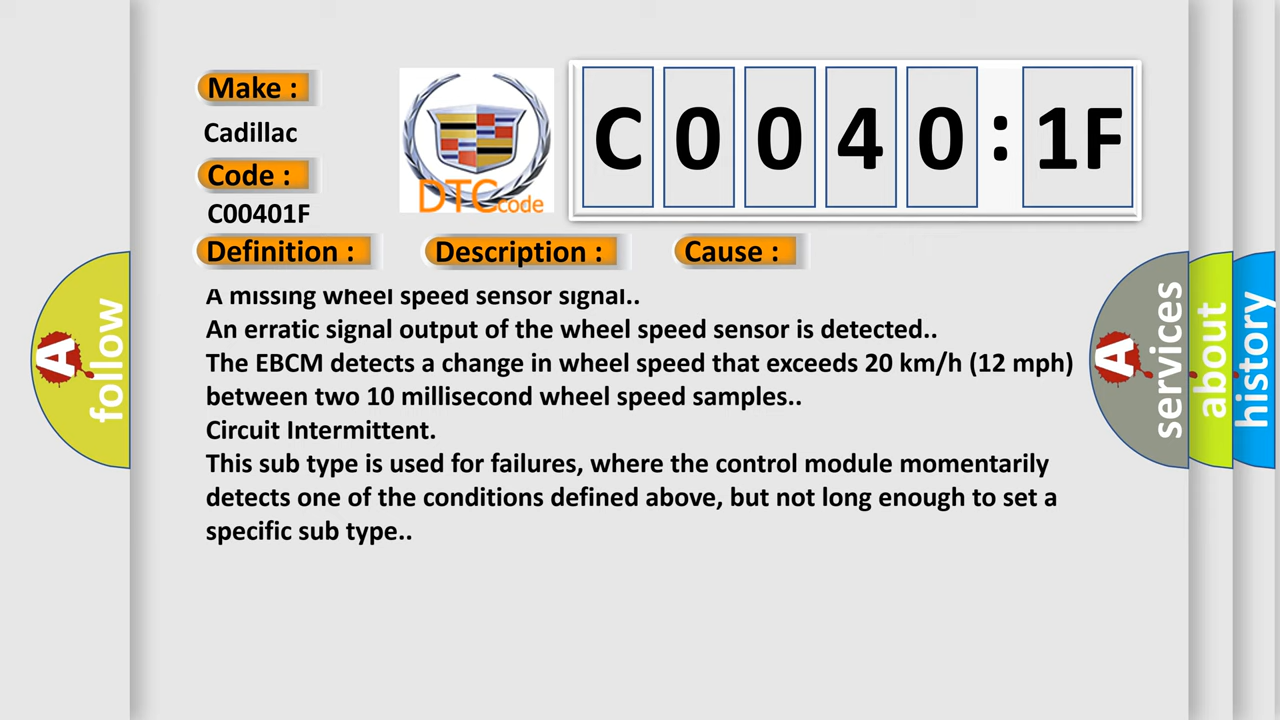 Make :
Cadillac
Code :
C00401F
DTC code
C0040:1F
Definition :
Description :
Cause :
A missing wheel speed sensor signal..
An erratic signal output of the wheel speed sensor is detected..
The EBCM detects a change in wheel speed that exceeds 20 km/h (12 mph)
between two 10 millisecond wheel speed samples..
Circuit Intermittent.
This sub type is used for failures, where the control module momentarily
detects one of the conditions defined above, but not long enough to set a
specific sub type..
A
follow
A
services
about
history